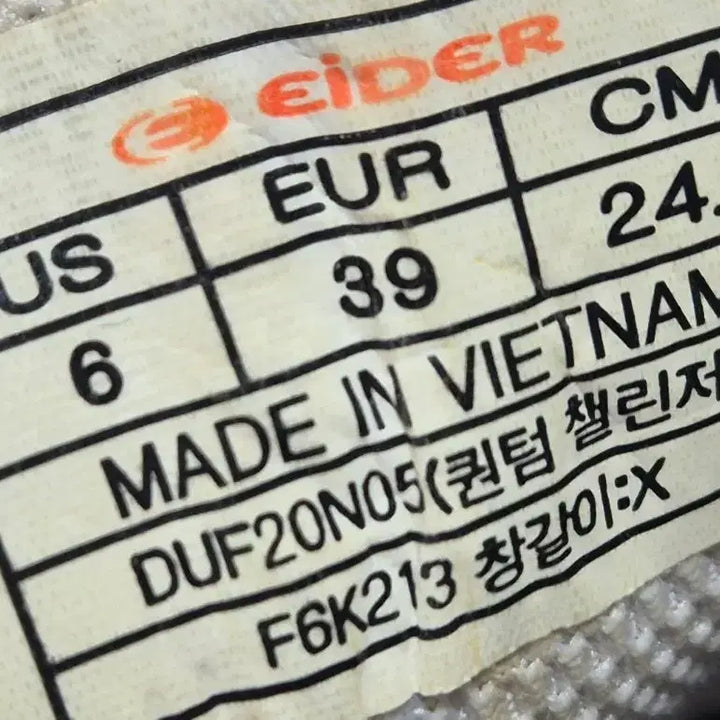 EiDER
US EUR CM
6 39 24.
MADE IN VIETNAM
DUF20N05(퀀텀 챌린저
F6K213 창갈이:X